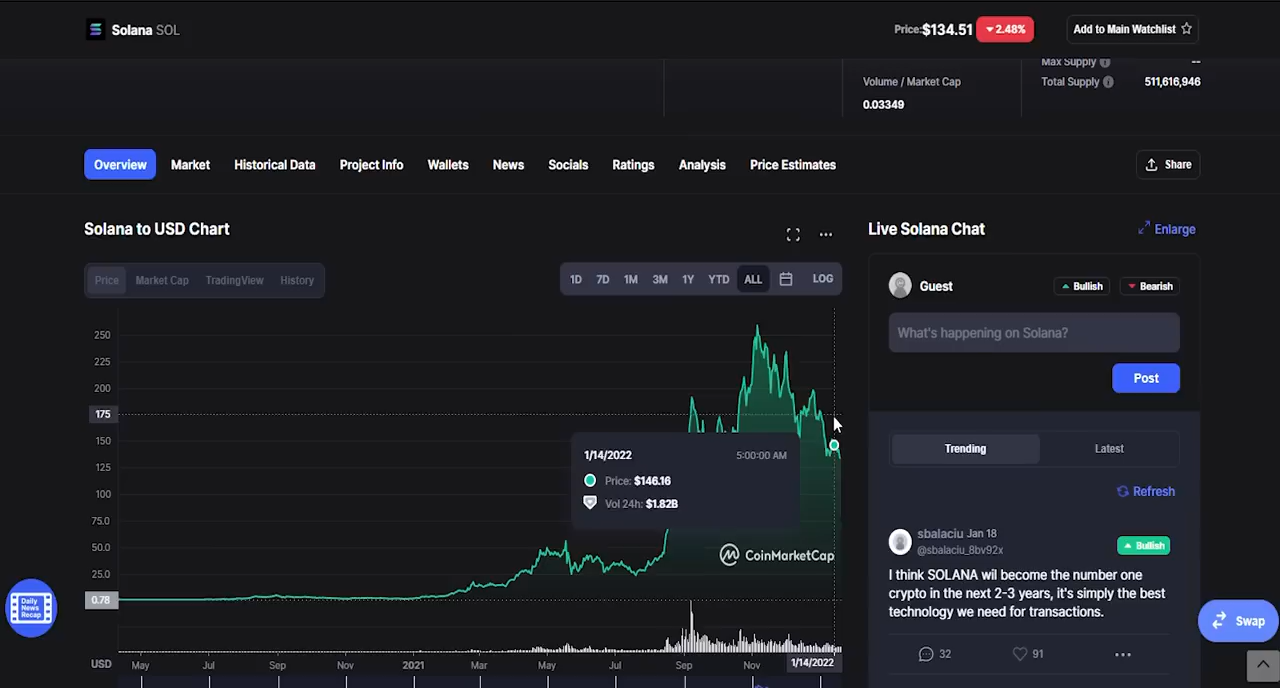 Solana SOL
Price:$134.51 2.48%
Add to Main Watchlist
Max Supply --
Volume / Market Cap
0.03349
Total Supply 511,616,946
Overview Market Historical Data Project Info Wallets News Socials Ratings Analysis Price Estimates
Share
Solana to USD Chart
Price Market Cap TradingView History
1D 7D 1M 3M 1Y YTD ALL LOG
250
225
200
175
150
125
100
75.0
50.0
25.0
0.78
1/14/2022 5:00:00 AM
Price: $146.16
Vol 24h: $1.82B
CoinMarketCap
USD May Jul Sep Nov 2021 Mar May Jul Sep Nov 1/14/2022
Daily
News
Recap
Live Solana Chat
Enlarge
Guest
Bullish
Bearish
What's happening on Solana?
Post
Trending Latest
Refresh
sbalaciu Jan 18
@sbalaciu_8bv92x
Bullish
I think SOLANA wil become the number one
crypto in the next 2-3 years, it's simply the best
technology we need for transactions.
32 91
Swap